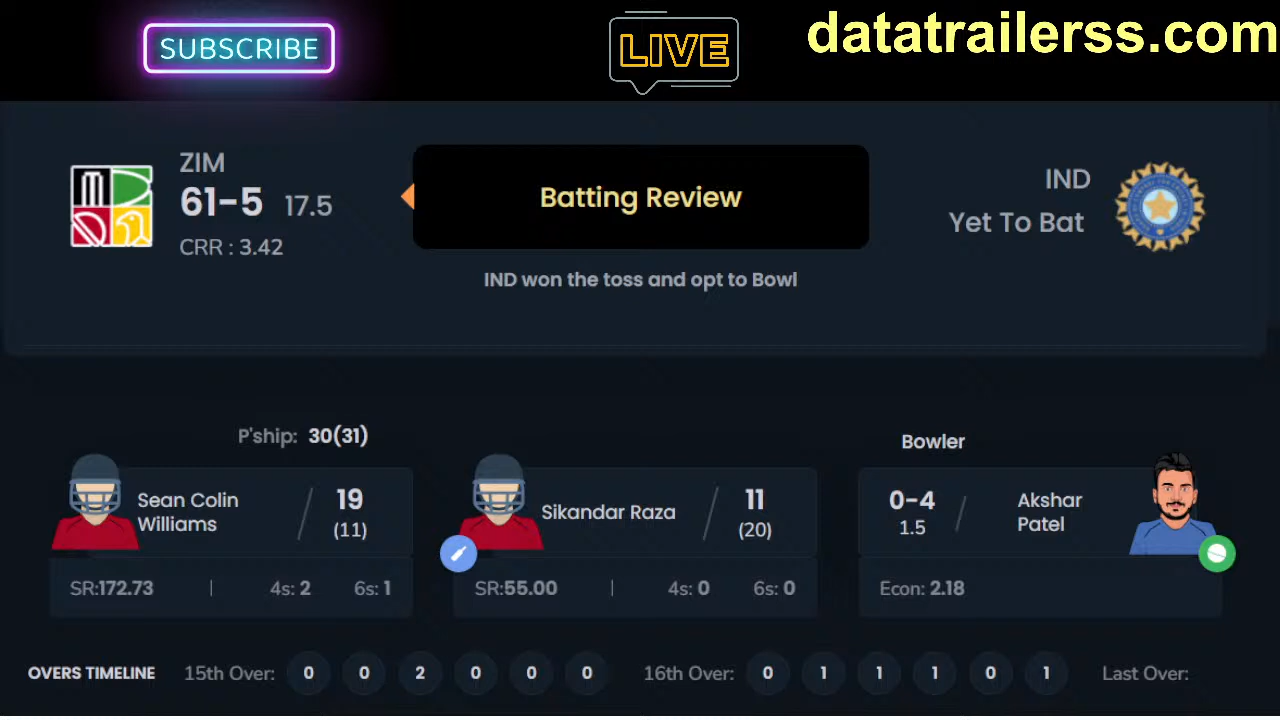 SUBSCRIBE
LIVE
datatrailerss.com
ZIM
61-5 17.5
CRR : 3.42
Batting Review
IND won the toss and opt to Bowl
IND
Yet To Bat
P'ship: 30(31)
Bowler
Sean Colin
Williams
19
(11)
SR:172.73 | 4s: 2 6s: 1
Sikandar Raza
11
(20)
SR:55.00 | 4s: 0 6s: 0
0-4
1.5
Akshar
Patel
Econ: 2.18
OVERS TIMELINE 15th Over: 0 0 2 0 0 0 16th Over: 0 1 1 1 0 1 Last Over: